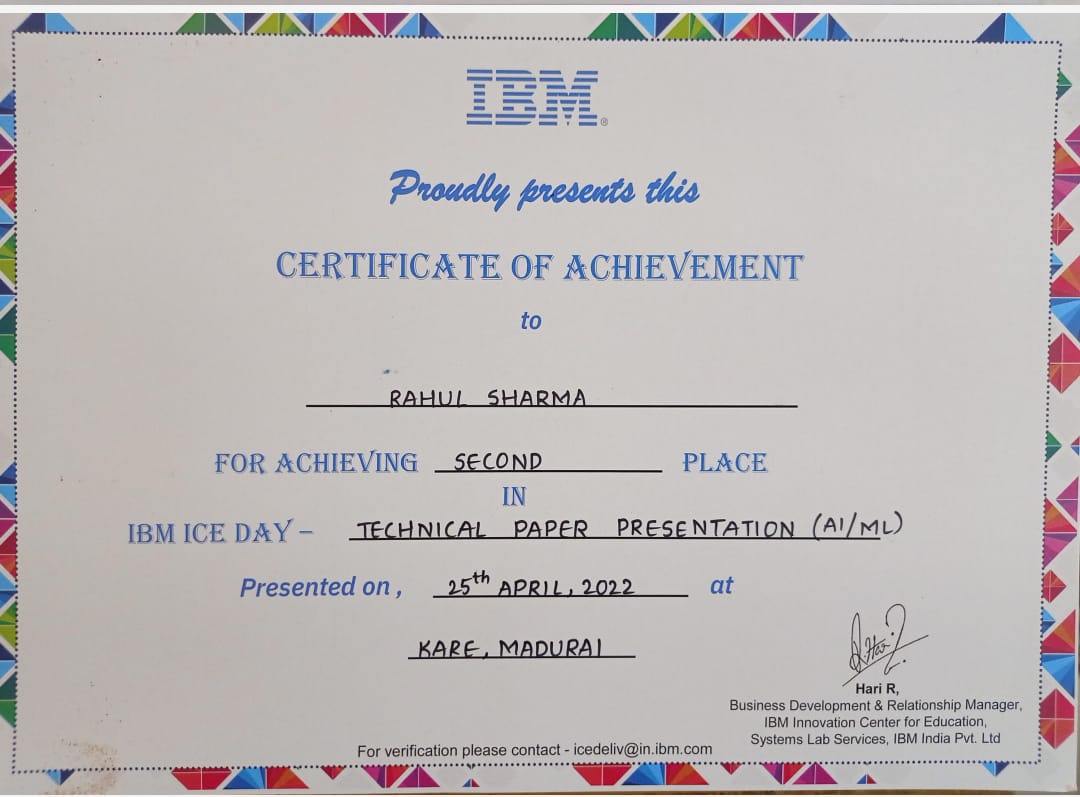 IBM®
Proudly presents this
CERTIFICATE OF ACHIEVEMENT
to
RAHUL SHARMA
FOR ACHIEVING SECOND PLACE
IN
IBM ICE DAY – TECHNICAL PAPER PRESENTATION (AI/ML)
Presented on , 25th APRIL, 2022 at
KARE, MADURAI
R.Hari
Hari R,
Business Development & Relationship Manager,
IBM Innovation Center for Education,
Systems Lab Services, IBM India Pvt. Ltd
For verification please contact - icedeliv@in.ibm.com